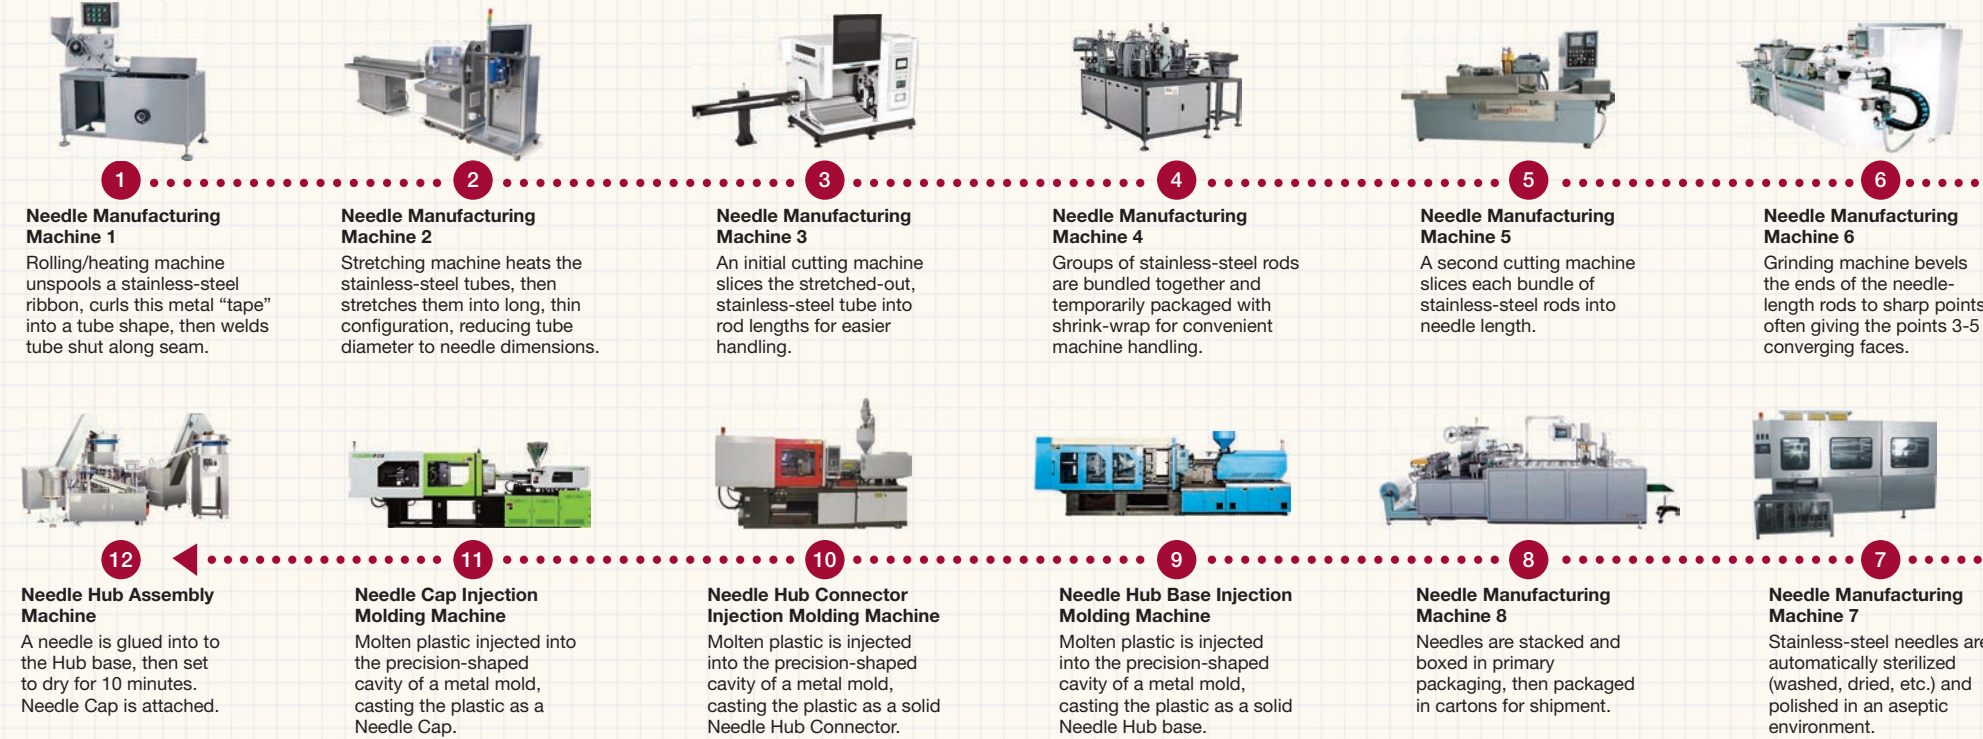 1
2
3
4
5
6
Needle Manufacturing
Machine 1
Rolling/heating machine
unspools a stainless-steel
ribbon, curls this metal “tape”
into a tube shape, then welds
tube shut along seam.
Needle Manufacturing
Machine 2
Stretching machine heats the
stainless-steel tubes, then
stretches them into long, thin
configuration, reducing tube
diameter to needle dimensions.
Needle Manufacturing
Machine 3
An initial cutting machine
slices the stretched-out,
stainless-steel tube into
rod lengths for easier
handling.
Needle Manufacturing
Machine 4
Groups of stainless-steel rods
are bundled together and
temporarily packaged with
shrink-wrap for convenient
machine handling.
Needle Manufacturing
Machine 5
A second cutting machine
slices each bundle of
stainless-steel rods into
needle length.
Needle Manufacturing
Machine 6
Grinding machine bevels
the ends of the needle-
length rods to sharp points
often giving the points 3-5
converging faces.
12
11
10
9
8
7
Needle Hub Assembly
Machine
A needle is glued into to
the Hub base, then set
to dry for 10 minutes.
Needle Cap is attached.
Needle Cap Injection
Molding Machine
Molten plastic injected into
the precision-shaped
cavity of a metal mold,
casting the plastic as a
Needle Cap.
Needle Hub Connector
Injection Molding Machine
Molten plastic is injected
into the precision-shaped
cavity of a metal mold,
casting the plastic as a solid
Needle Hub Connector.
Needle Hub Base Injection
Molding Machine
Molten plastic is injected
into the precision-shaped
cavity of a metal mold,
casting the plastic as a solid
Needle Hub base.
Needle Manufacturing
Machine 8
Needles are stacked and
boxed in primary
packaging, then packaged
in cartons for shipment.
Needle Manufacturing
Machine 7
Stainless-steel needles are
automatically sterilized
(washed, dried, etc.) and
polished in an aseptic
environment.